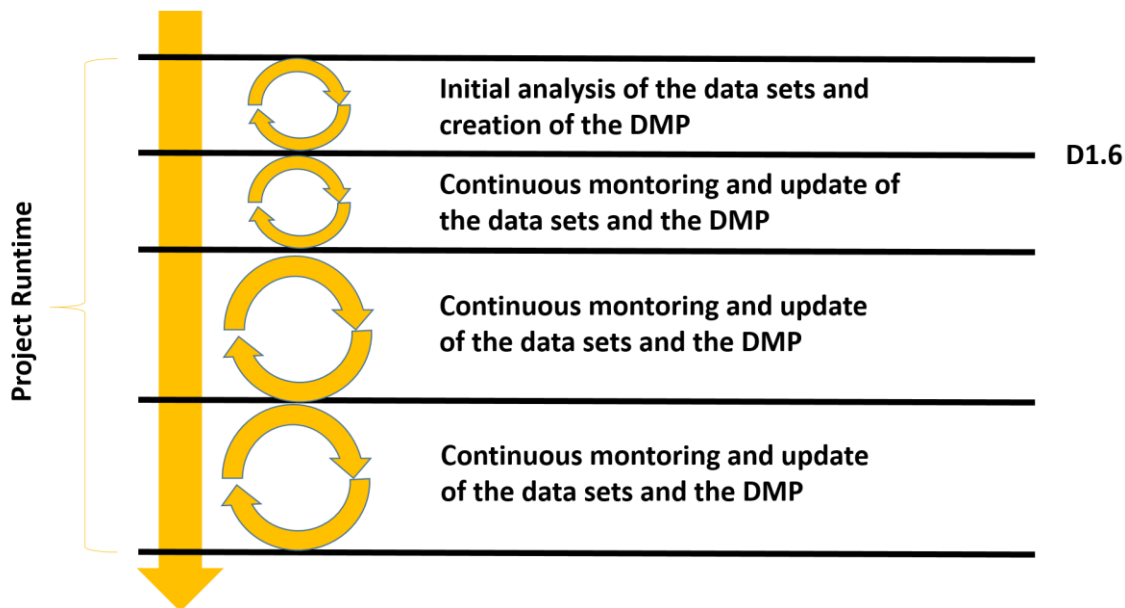 Project Runtime
Initial analysis of the data sets and
creation of the DMP
D1.6
Continuous montoring and update of
the data sets and the DMP
Continuous montoring and update
of the data sets and the DMP
Continuous montoring and update
of the data sets and the DMP